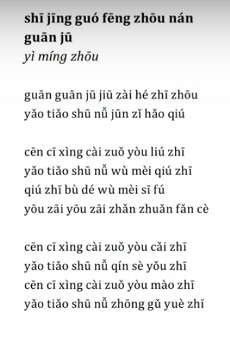 shī jīng guó fēng zhōu nán
guān jū
yì míng zhōu
guān guān jū jiū zài hé zhī zhōu
yǎo tiǎo shū nǚ jūn zǐ hǎo qiú
cēn cī xìng cài zuǒ yòu liú zhī
yǎo tiǎo shū nǚ wù mèi qiú zhī
qiú zhī bù dé wù mèi sī fú
yōu zāi yōu zāi zhǎn zhuǎn fǎn cè
cēn cī xìng cài zuǒ yòu cǎi zhī
yǎo tiǎo shū nǚ qín sè yǒu zhī
cēn cī xìng cài zuǒ yòu mào zhī
yǎo tiǎo shū nǚ zhōng gǔ yuè zhī